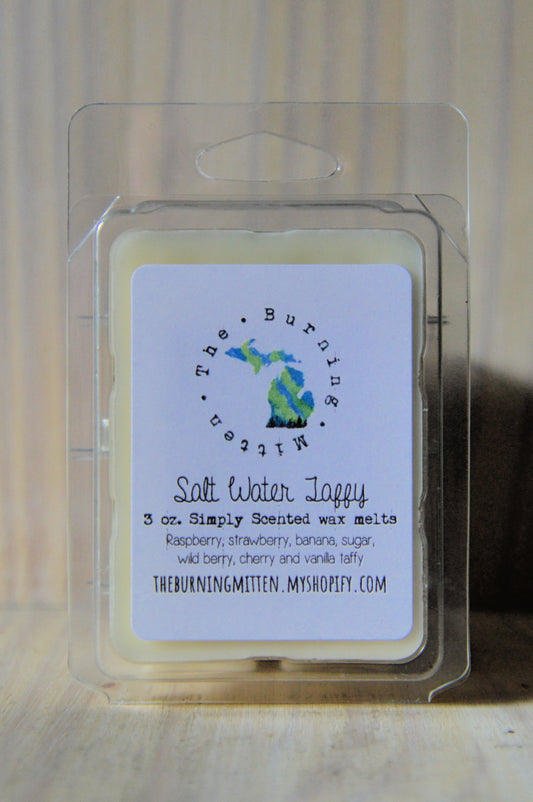 The • Burning • Mitten •
Salt Water Taffy
3 oz. Simply Scented wax melts
Raspberry, strawberry, banana, sugar,
wild berry, cherry and vanilla taffy
THEBURNINGMITTEN.MYSHOPIFY.COM